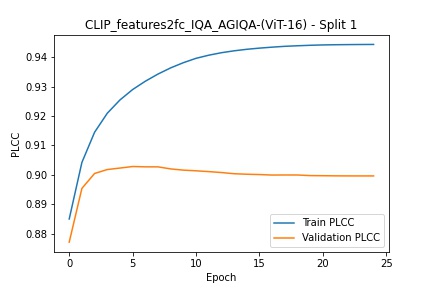 CLIP_features2fc_IQA_AGIQA-(ViT-16) - Split 1
0.94
0.93
0.92
0.91
0.90
0.89
0.88
PLCC
Train PLCC
Validation PLCC
0
5
10
15
20
25
Epoch